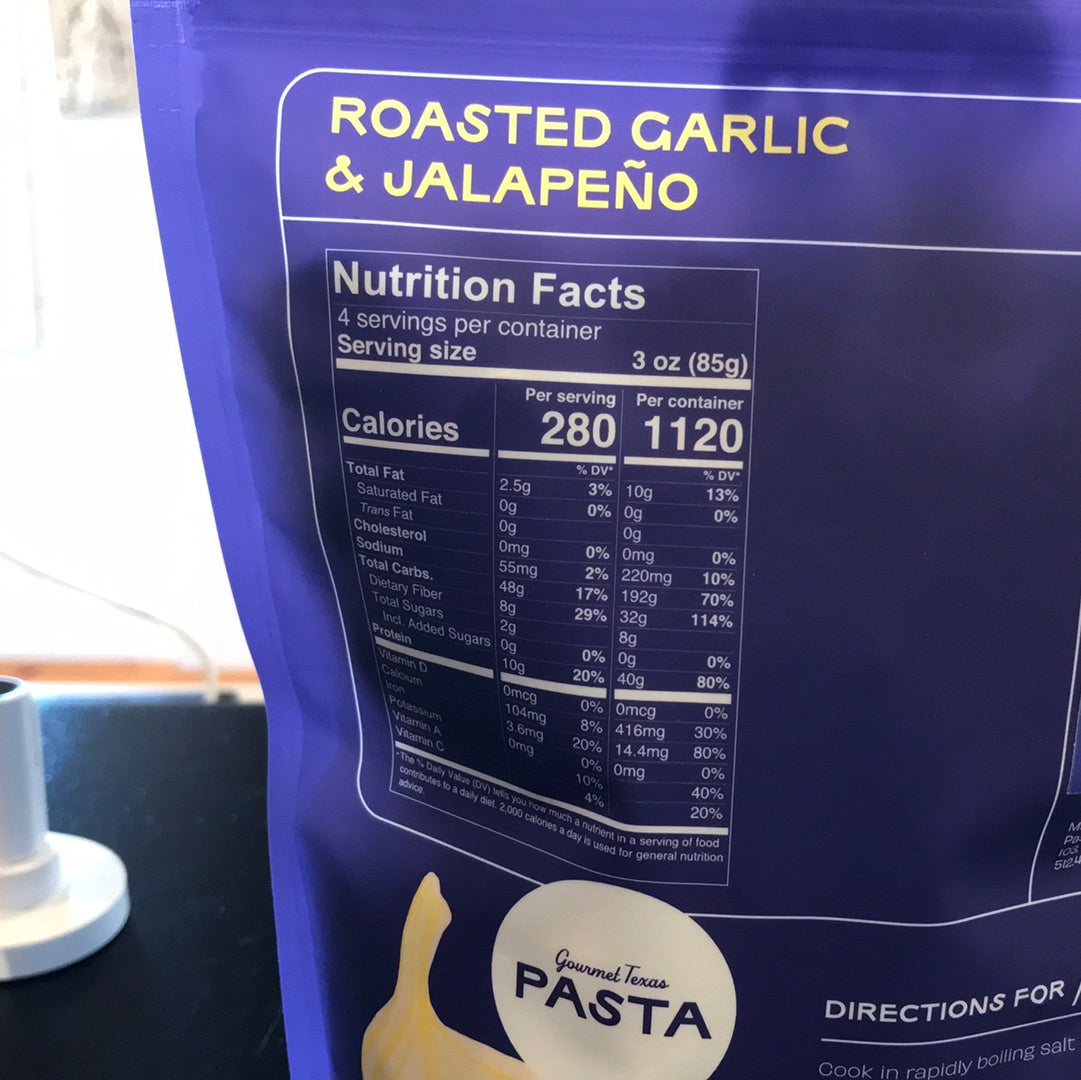 ROASTED GARLIC
& JALAPEÑO
Nutrition Facts
4 servings per container
Serving size 3 oz (85g)
Per serving Per container
Calories 280 1120
% DV* % DV*
Total Fat 2.5g 3% 10g 13%
Saturated Fat 0g 0% 0g 0%
Trans Fat 0g 0g
Cholesterol 0mg 0% 0mg 0%
Sodium 55mg 2% 220mg 10%
Total Carbs. 48g 17% 192g 70%
Dietary Fiber 8g 29% 32g 114%
Total Sugars 2g 8g
Incl. Added Sugars 0g 0% 0g 0%
Protein 10g 20% 40g 80%
Vitamin D 0mcg 0% 0mcg 0%
Calcium 104mg 8% 416mg 30%
Iron 3.6mg 20% 14.4mg 80%
Potassium 0mg 0% 0mg 0%
Vitamin A 10% 40%
Vitamin C 4% 20%
*The % Daily Value (DV) tells you how much a nutrient in a serving of food
contributes to a daily diet. 2,000 calories a day is used for general nutrition
advice.
Gourmet Texas
PASTA
DIRECTIONS FOR
Cook in rapidly boiling salt